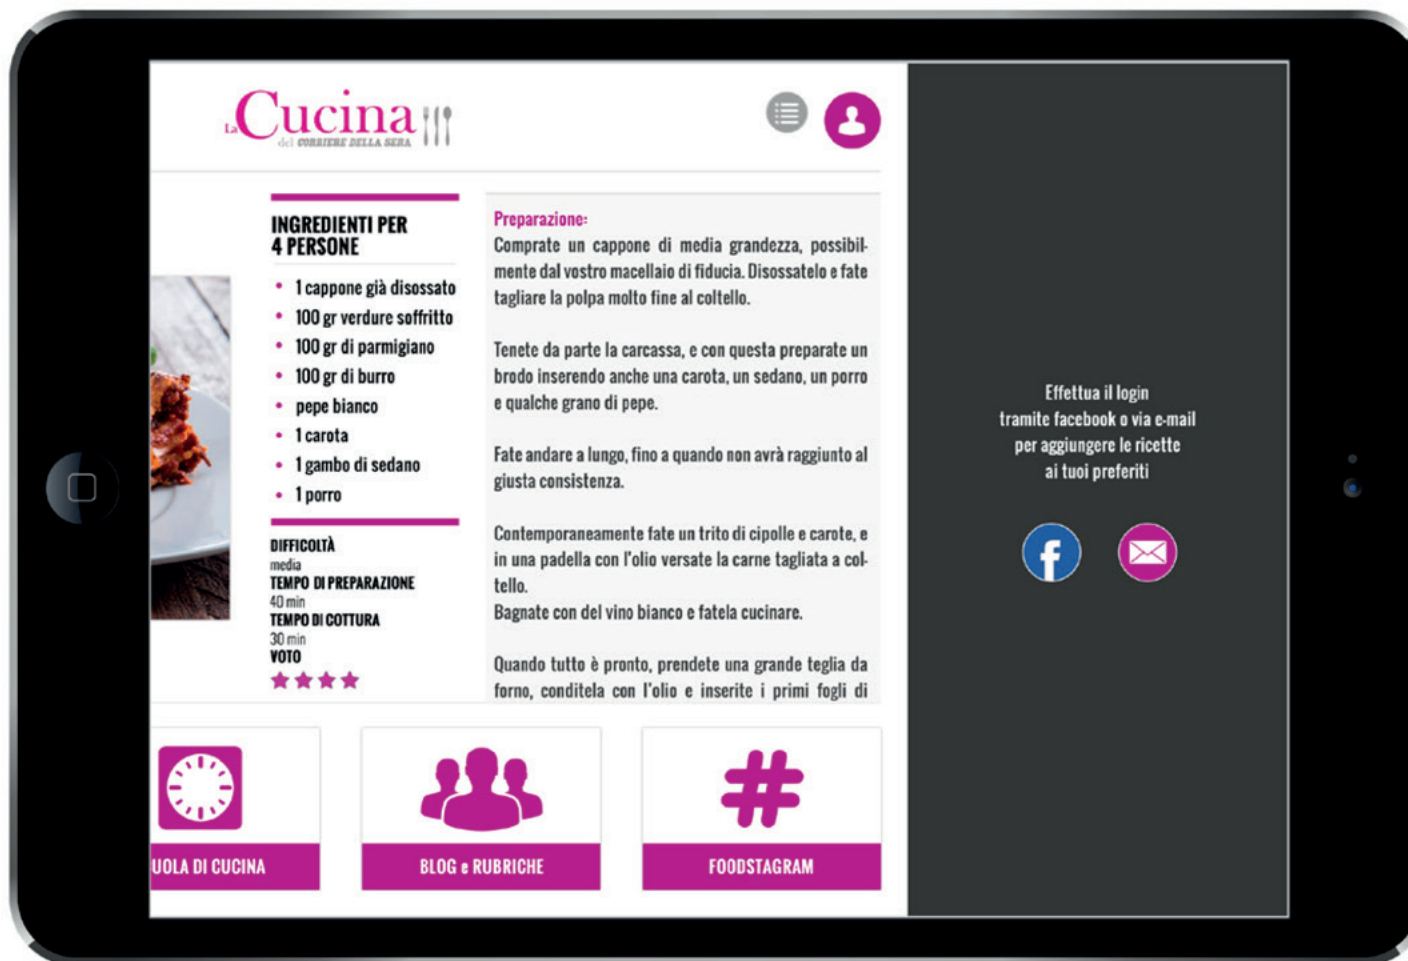 La Cucina
del CORRIERE DELLA SERA
INGREDIENTI PER
4 PERSONE
• 1 cappone già disossato
• 100 gr verdure soffritto
• 100 gr di parmigiano
• 100 gr di burro
• pepe bianco
• 1 carota
• 1 gambo di sedano
• 1 porro
DIFFICOLTÀ
media
TEMPO DI PREPARAZIONE
40 min
TEMPO DI COTTURA
30 min
VOTO
Preparazione:
Comprate un cappone di media grandezza, possibil-
mente dal vostro macellaio di fiducia. Disossatelo e fate
tagliare la polpa molto fine al coltello.
Tenete da parte la carcassa, e con questa preparate un
brodo inserendo anche una carota, un sedano, un porro
e qualche grano di pepe.
Fate andare a lungo, fino a quando non avrà raggiunto al
giusta consistenza.
Contemporaneamente fate un trito di cipolle e carote, e
in una padella con l'olio versate la carne tagliata a col-
tello.
Bagnate con del vino bianco e fatela cucinare.
Quando tutto è pronto, prendete una grande teglia da
forno, conditela con l'olio e inserite i primi fogli di
Effettua il login
tramite facebook o via e-mail
per aggiungere le ricette
ai tuoi preferiti
f
UOLA DI CUCINA
BLOG e RUBRICHE
#
FOODSTAGRAM